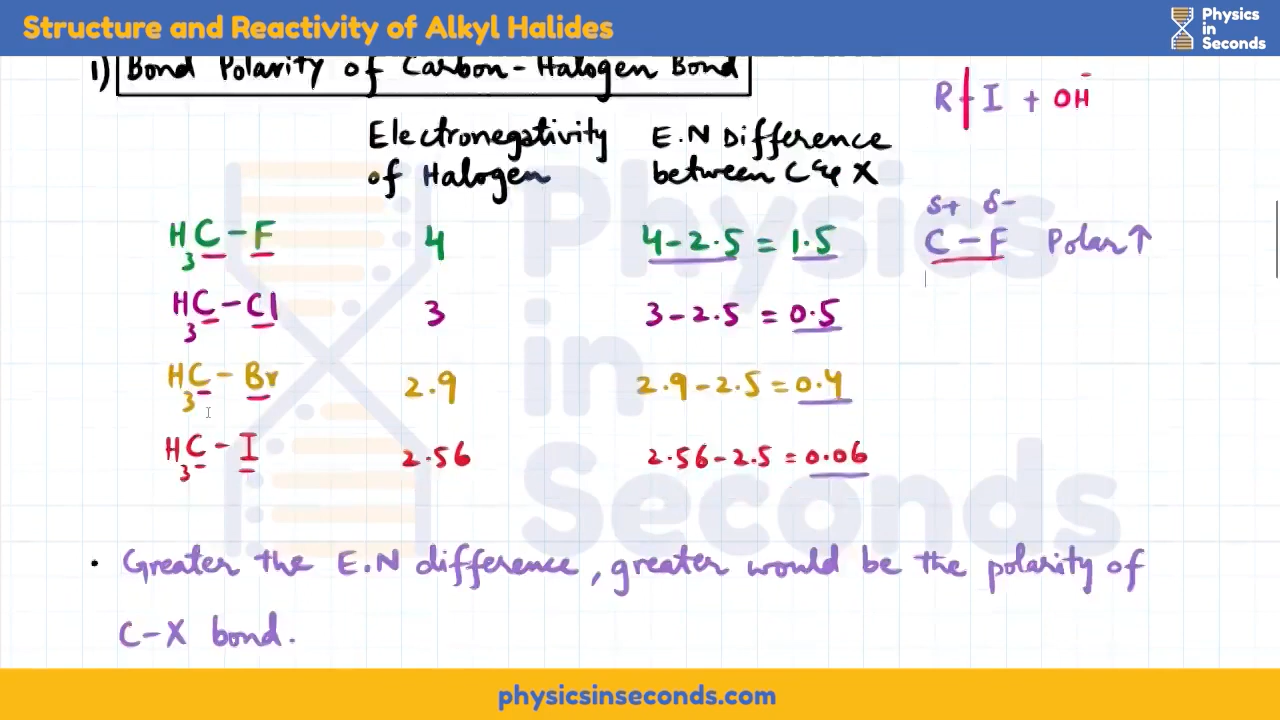 Structure and Reactivity of Alkyl Halides
Physics
in
Seconds
1) Bond Polarity of Carbon-Halogen Bond
R-I + OH⁻
Electronegativity of Halogen
E.N Difference between C & X
H₃C-F 4 4-2.5 = 1.5
δ+ δ-
C-F Polar↑
H₃C-Cl 3 3-2.5 = 0.5
H₃C-Br 2.9 2.9-2.5 = 0.4
H₃C-I 2.56 2.56-2.5 = 0.06
Physics
in
Seconds
• Greater the E.N difference, greater would be the polarity of
C-X bond.
physicsinseconds.com